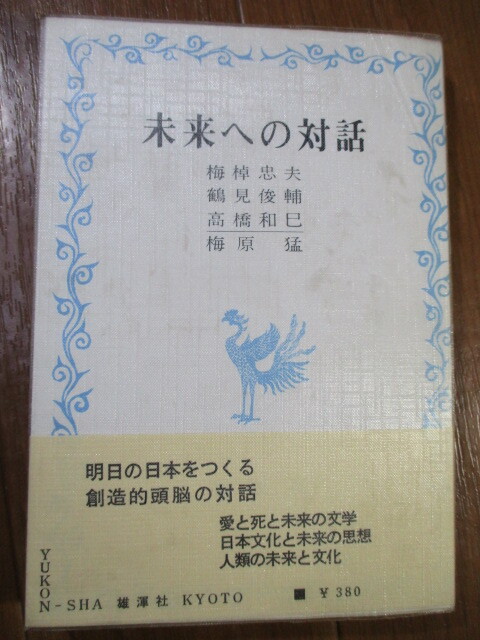 未来への対話
梅棹忠夫
鶴見俊輔
高橋和巳
梅原 猛
明日の日本をつくる
創造的頭脳の対話
愛と死と未来の文学
日本文化と未来の思想
人類の未来と文化
YUKON-SHA 雄渾社 KYOTO ■ ¥380